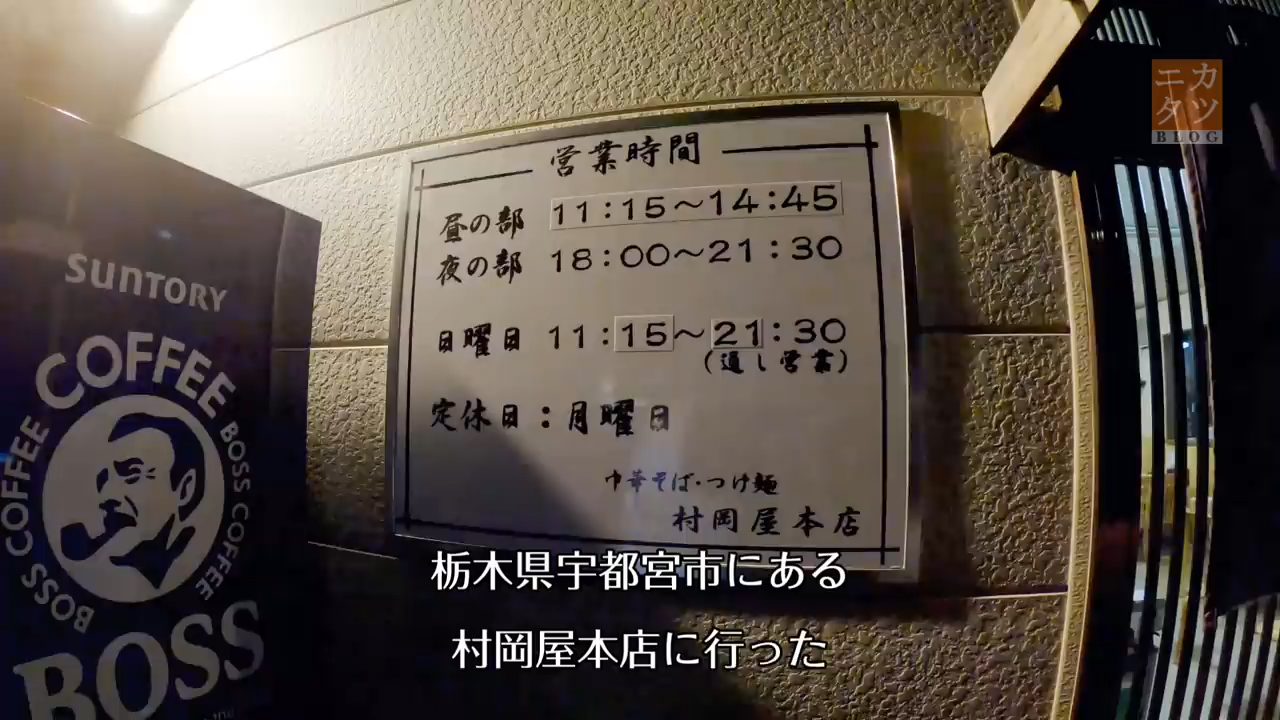 ニカ
タツ
BLOG
営業時間
昼の部 11:15～14:45
夜の部 18:00～21:30
日曜日 11:15～21:30
(通し営業)
定休日：月曜日
中華そば・つけ麺
村岡屋本店
SUNTORY
COFFEE
BOSS COFFEE
BOSS COFFEE
BOSS
栃木県宇都宮市にある
村岡屋本店に行った